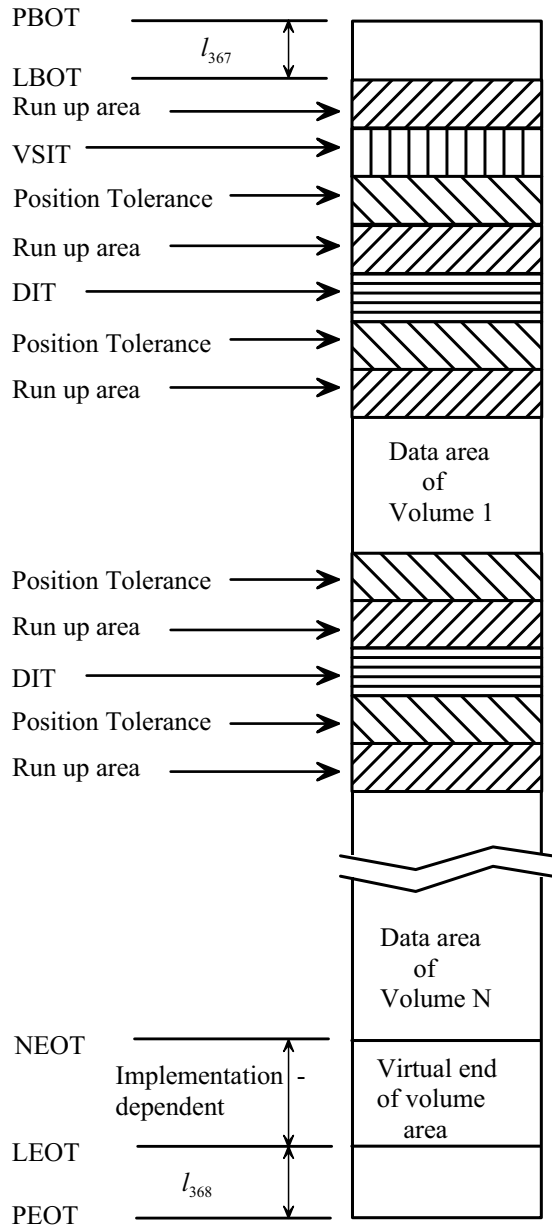 PBOT
l367
LBOT
Run up area
VSIT
Position Tolerance
Run up area
DIT
Position Tolerance
Run up area
Data area
of
Volume 1
Position Tolerance
Run up area
DIT
Position Tolerance
Run up area
Data area
of
Volume N
NEOT
Implementation -
dependent
Virtual end
of volume
area
LEOT
l368
PEOT